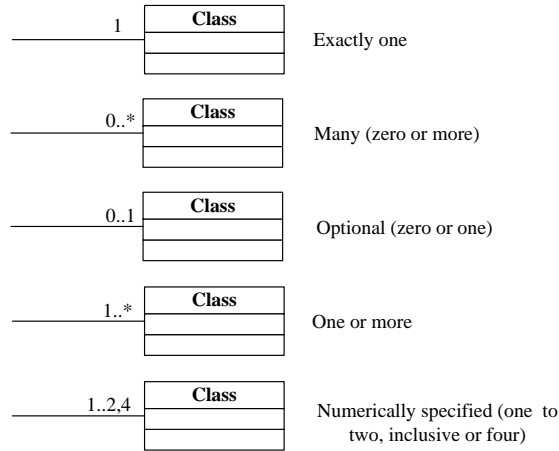 1
Class
Exactly one
0..*
Class
Many (zero or more)
0..1
Class
Optional (zero or one)
1..*
Class
One or more
1..2,4
Class
Numerically specified (one to
two, inclusive or four)